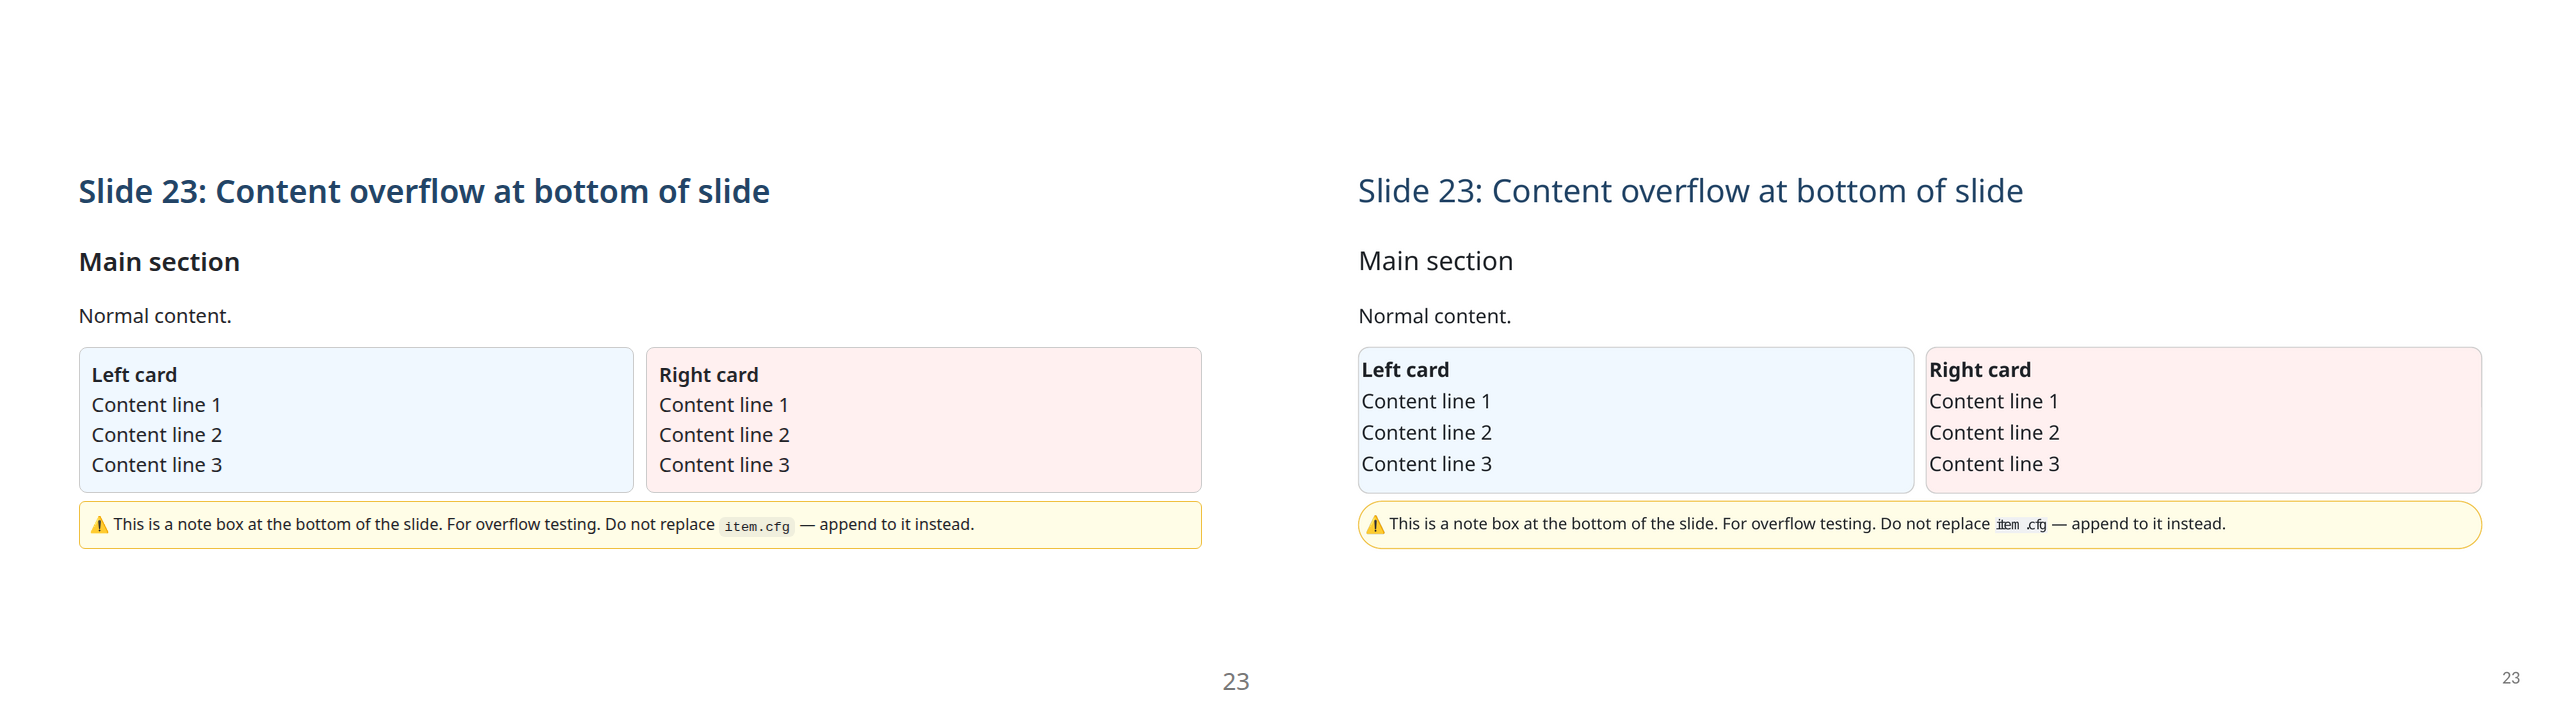 Slide 23: Content overflow at bottom of slide
Main section
Normal content.
Left card
Content line 1
Content line 2
Content line 3
Right card
Content line 1
Content line 2
Content line 3
⚠️ This is a note box at the bottom of the slide. For overflow testing. Do not replace item.cfg — append to it instead.
23
Slide 23: Content overflow at bottom of slide
Main section
Normal content.
Left card
Content line 1
Content line 2
Content line 3
Right card
Content line 1
Content line 2
Content line 3
⚠️ This is a note box at the bottom of the slide. For overflow testing. Do not replace item.cfg — append to it instead.
23